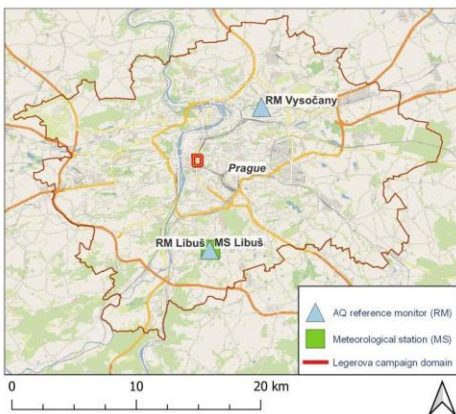 RM Vysočany
Prague
RM Libuš MS Libuš
AQ reference monitor (RM)
Meteorological station (MS)
Legerova campaign domain
0 10 20 km